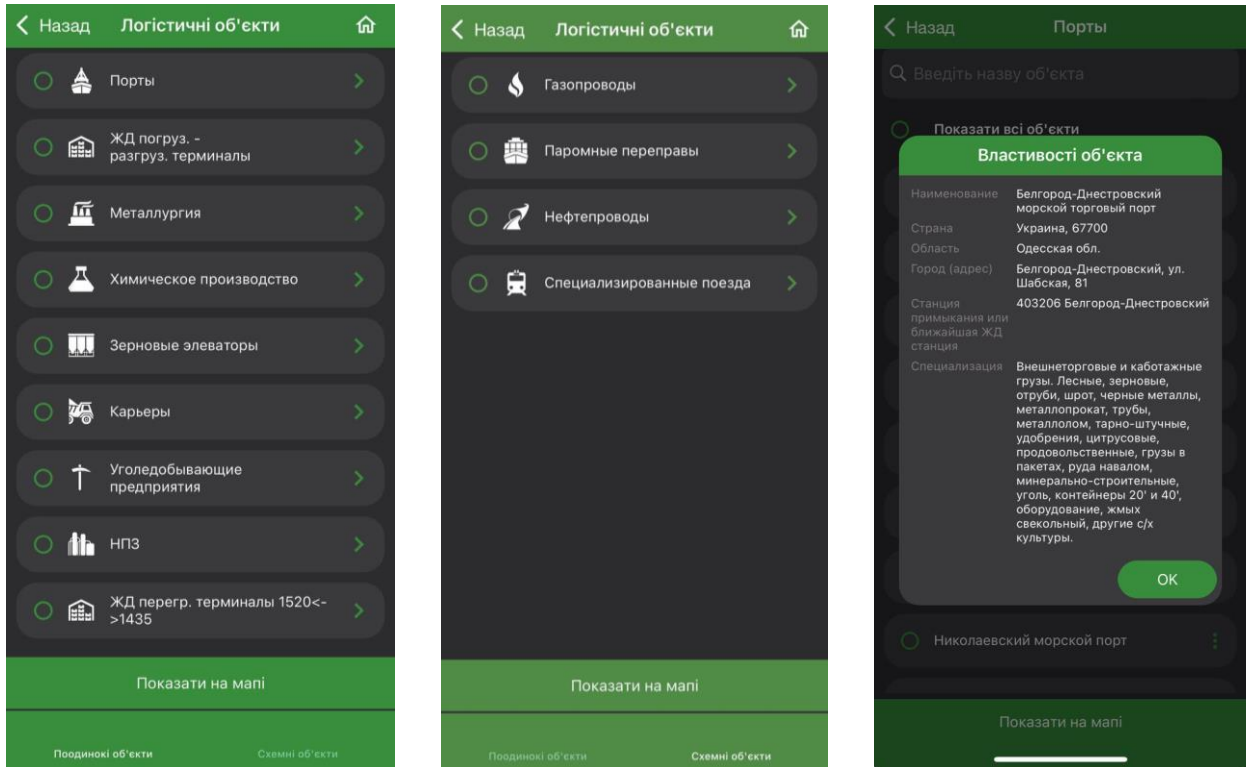 Назад Логістичні об'єкти
Порты
ЖД погруз. -
разгруз. терминалы
Металлургия
Химическое производство
Зерновые элеваторы
Карьеры
Угледобывающие
предприятия
НПЗ
ЖД перегр. терминалы 1520<-
>1435
Показати на мапі
Поодинокі об'єкти Схемні об'єкти
Назад Логістичні об'єкти
Газопроводы
Паромные переправы
Нефтепроводы
Специализированные поезда
Показати на мапі
Поодинокі об'єкти Схемні об'єкти
Назад Порты
Введіть назву об'єкта
Показати всі об'єкти
Властивості об'єкта
Наименование Белгород-Днестровский
морской торговый порт
Страна Украина, 67700
Область Одесская обл.
Город (адрес) Белгород-Днестровский, ул.
Шабская, 81
Станция 403206 Белгород-Днестровский
примыкания или
ближайшая ЖД
станция
Специализация Внешнеторговые и каботажные
грузы. Лесные, зерновые,
отруби, шрот, черные металлы,
металлопрокат, трубы,
металлолом, тарно-штучные,
удобрения, цитрусовые,
продовольственные, грузы в
пакетах, руда навалом,
минерально-строительные,
уголь, контейнеры 20' и 40',
оборудование, жмых
свекольный, другие с/х
культуры.
OK
Николаевский морской порт
Показати на мапі